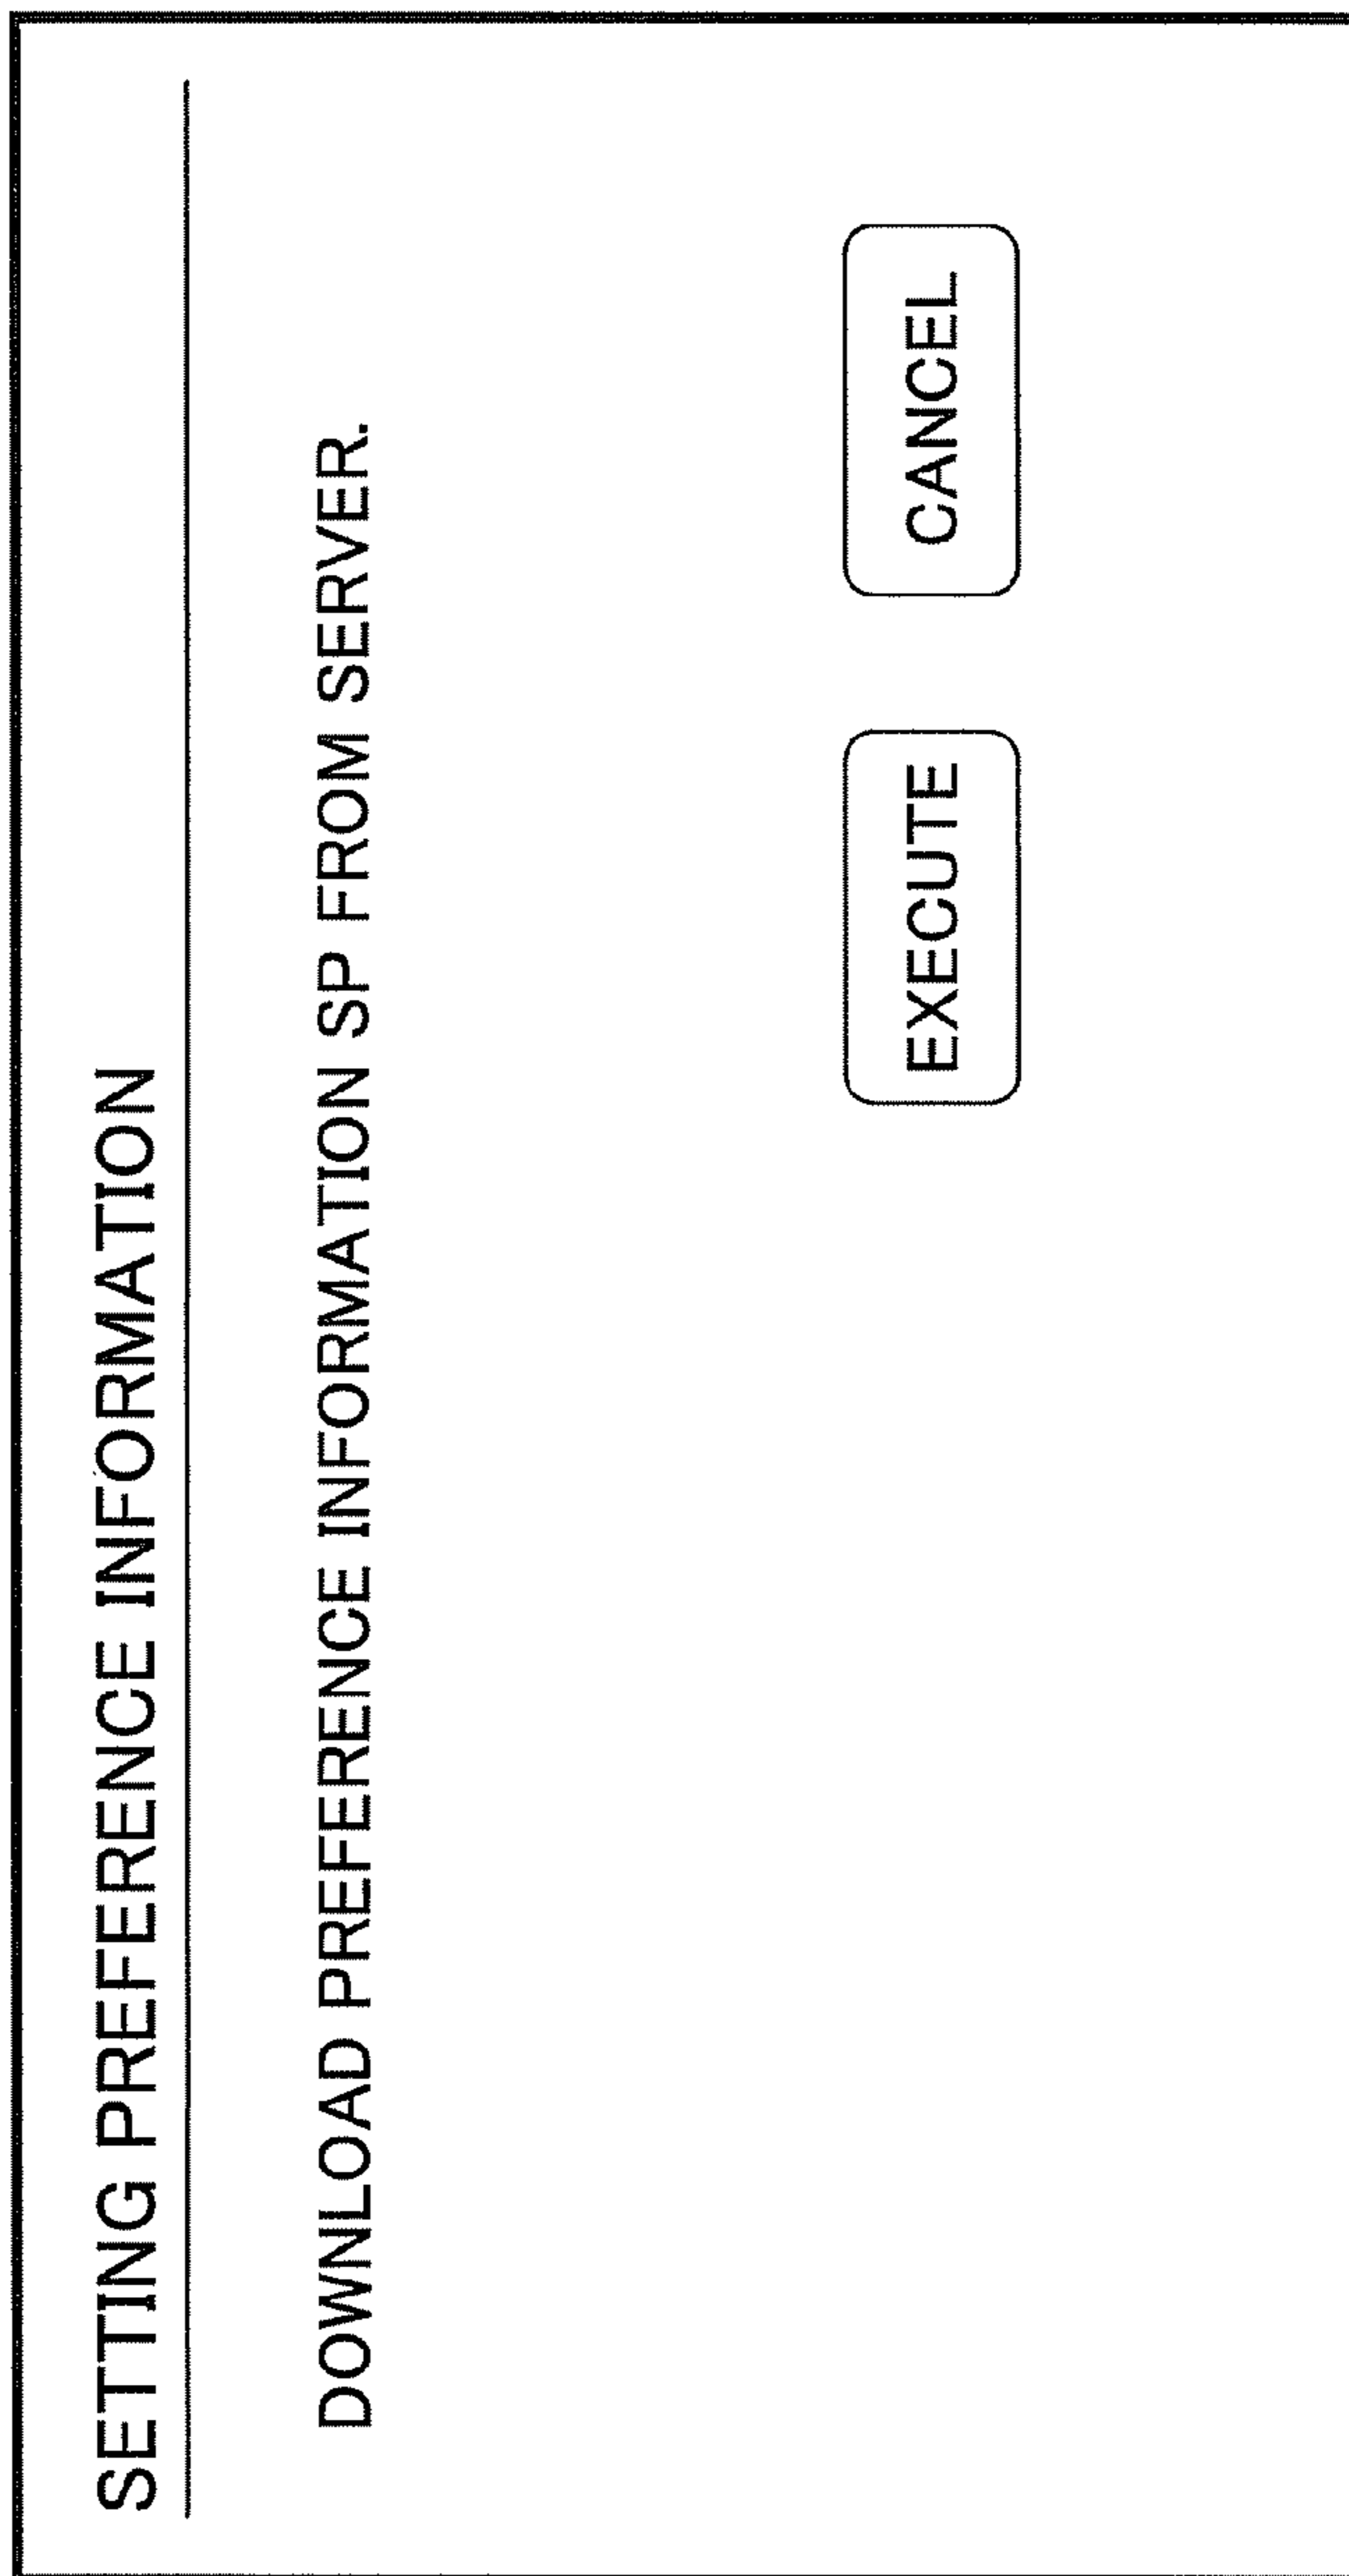 SETTING PREFERENCE INFORMATION
DOWNLOAD PREFERENCE INFORMATION SP FROM SERVER.
EXECUTE
CANCEL